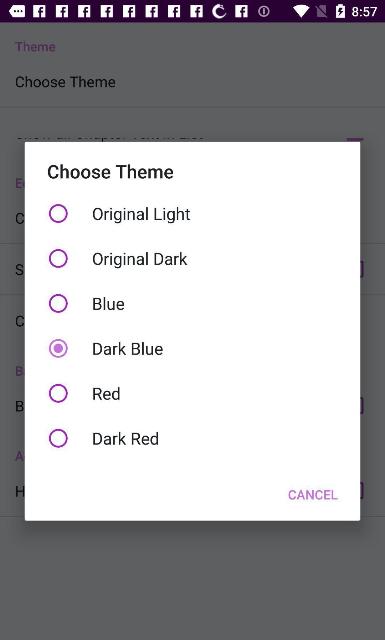 8:57
Theme
Choose Theme
Choose Theme
Original Light
Original Dark
Blue
Dark Blue
Red
Dark Red
CANCEL